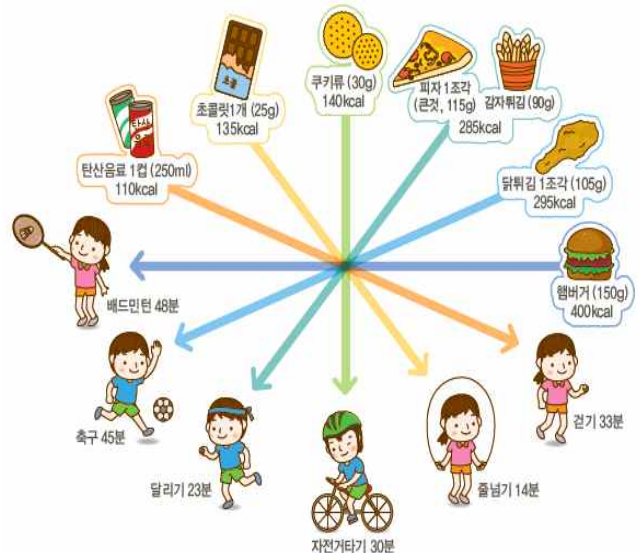 초콜릿1개 (25g)
135kcal
쿠키류 (30g)
140kcal
피자 1조각
(큰것, 115g)
감자튀김 (90g)
285kcal
탄산음료 1컵 (250ml)
110kcal
닭튀김 1조각 (105g)
295kcal
햄버거 (150g)
400kcal
배드민턴 48분
축구 45분
달리기 23분
자전거타기 30분
줄넘기 14분
걷기 33분
초콜
탄산